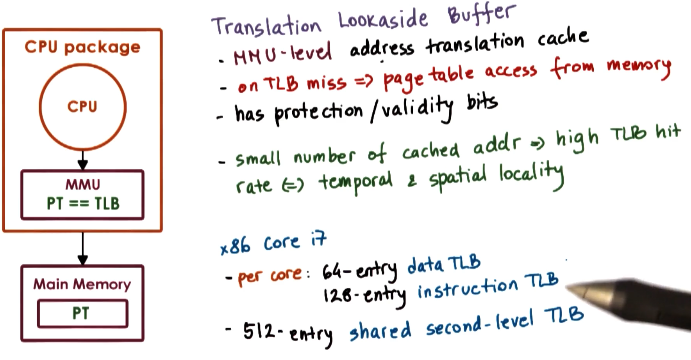 CPU package
CPU
MMU
PT == TLB
Main Memory
PT
Translation Lookaside Buffer
- MMU-level address translation cache
- on TLB miss => page table access from memory
- has protection/validity bits
- small number of cached addr => high TLB hit
rate <=> temporal & spatial locality
x86 Core i7
- per core: 64-entry data TLB
128-entry instruction TLB
- 512-entry shared second-level TLB